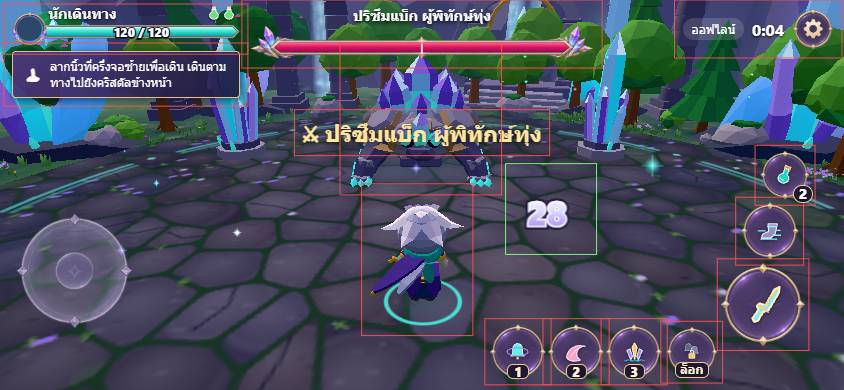 นักเดินทาง
120 / 120
ลากนิ้วที่ครึ่งจอซ้ายเพื่อเดิน เดินตาม
ทางไปยังคริสตัลข้างหน้า
ปริซึมแบ็ก ผู้พิทักษ์ทุ่ง
ออฟไลน์
0:04
ปริซึมแบ็ก ผู้พิทักษ์ทุ่ง
28
2
1
2
3
ล็อก